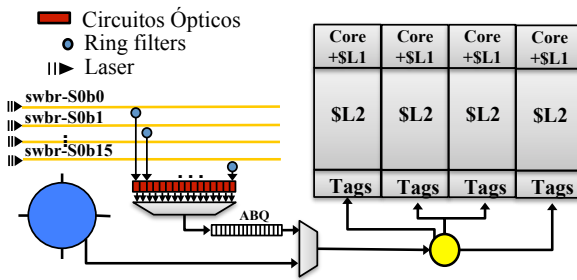 Circuitos Ópticos
Ring filters
Laser
swbr-S0b0
swbr-S0b1
⋮
swbr-S0b15
. . .
ABQ
Core Core Core Core
+$L1 +$L1 +$L1 +$L1
$L2 $L2 $L2 $L2
Tags Tags Tags Tags